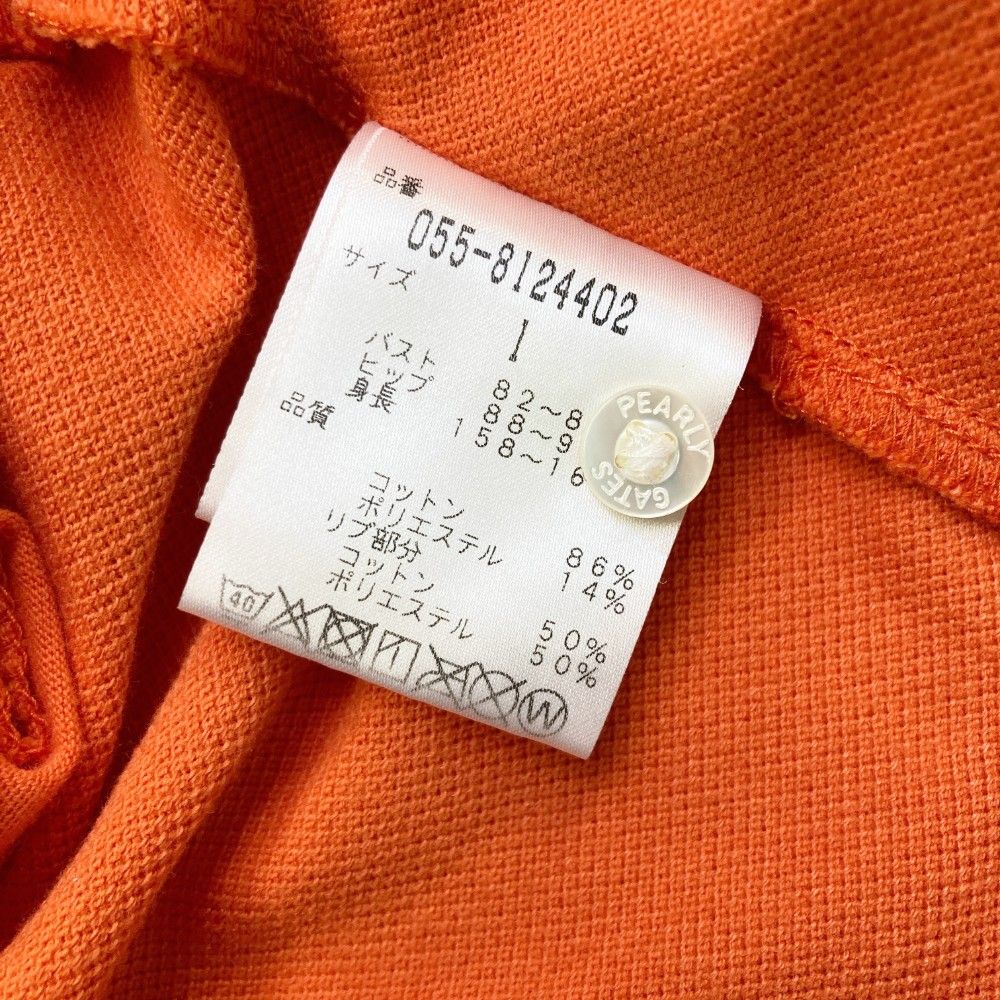 品番
055-8124402
サイズ
1
バスト 82〜8
ヒップ 88〜9
身長 158〜16
品質
コットン 86%
ポリエステル 14%
リブ部分
コットン 50%
ポリエステル 50%
40
W
PEARLY
GATES